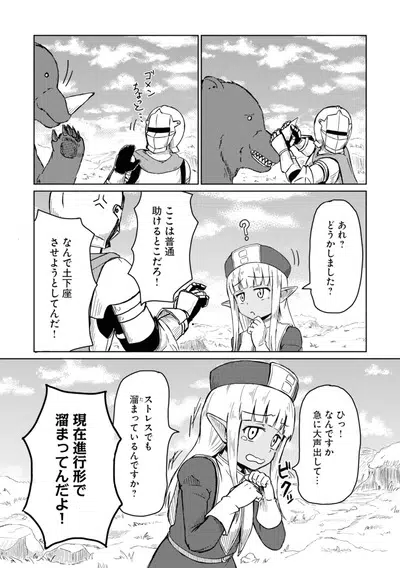 ゴメン
ちょっと…
あれ？
どうかしました？
？
ここは普通
助けるとこだろ！
なんで土下座
させようとしてんだ！
ひっ！
なんですか
急に大声出して…
ビクッ
ストレスでも
溜まっているんですか？
た
現在進行形で
溜まってんだよ！